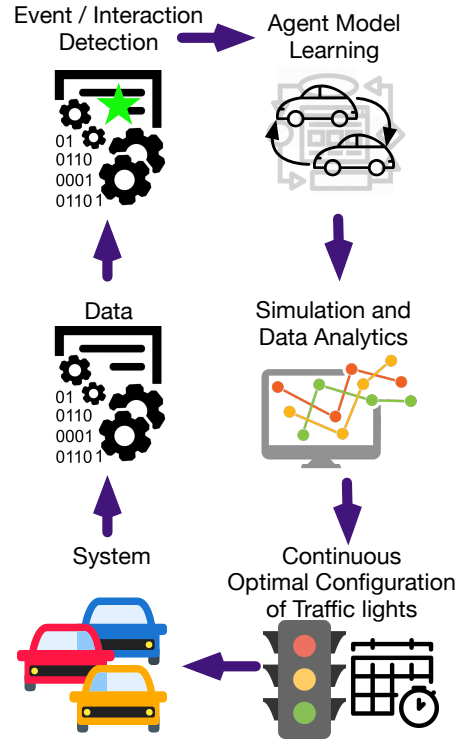 Event / Interaction
Detection
Agent Model
Learning
01
0110
0001
0110 1
Data
01
0110
0001
0110 1
Simulation and
Data Analytics
System
Continuous
Optimal Configuration
of Traffic lights